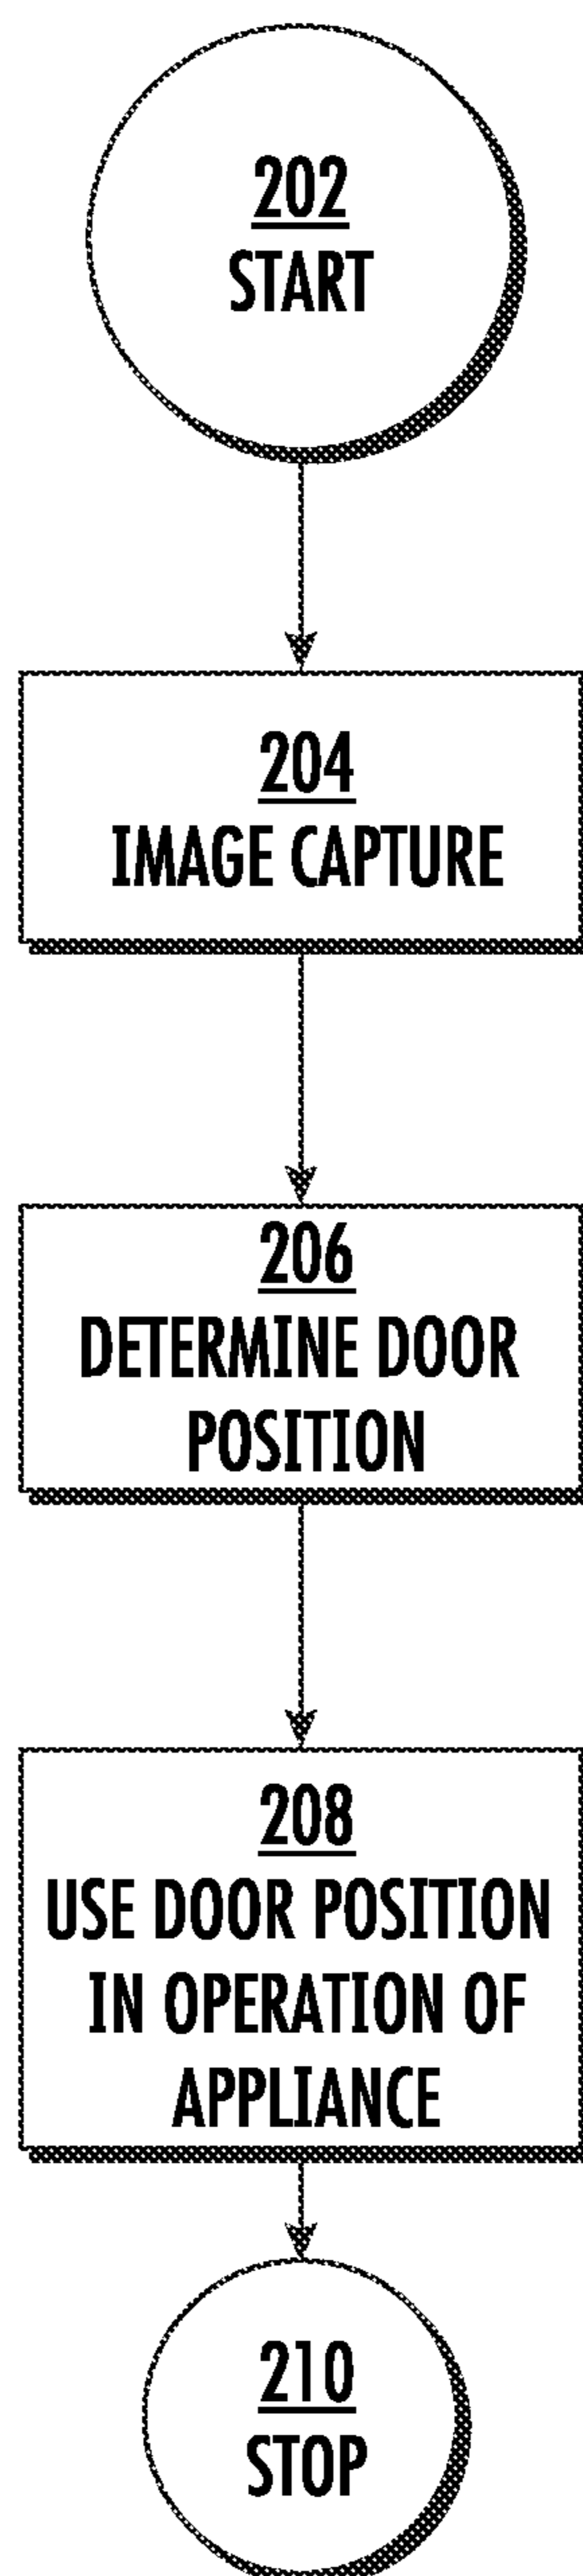 202
START
204
IMAGE CAPTURE
206
DETERMINE DOOR
POSITION
208
USE DOOR POSITION
IN OPERATION OF
APPLIANCE
210
STOP